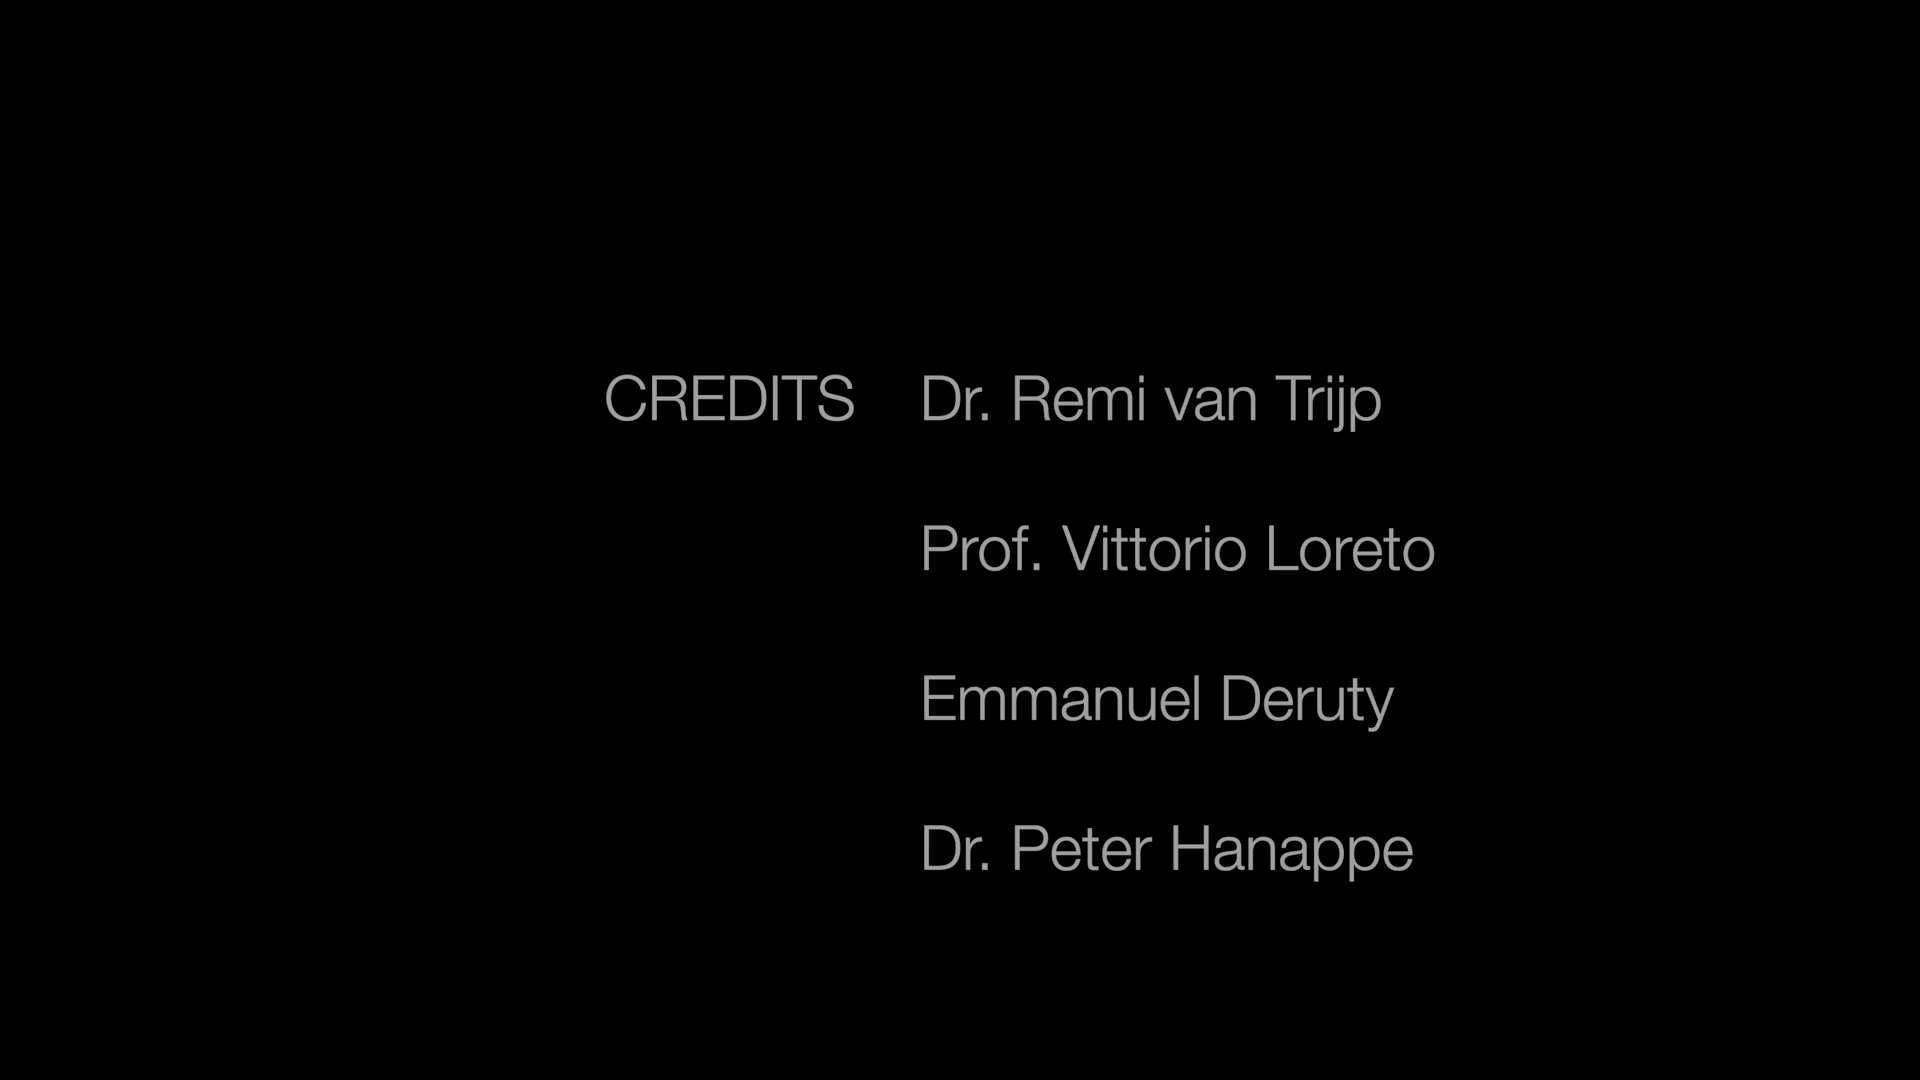 CREDITS Dr. Remi van Trijp
Prof. Vittorio Loreto
Emmanuel Deruty
Dr. Peter Hanappe